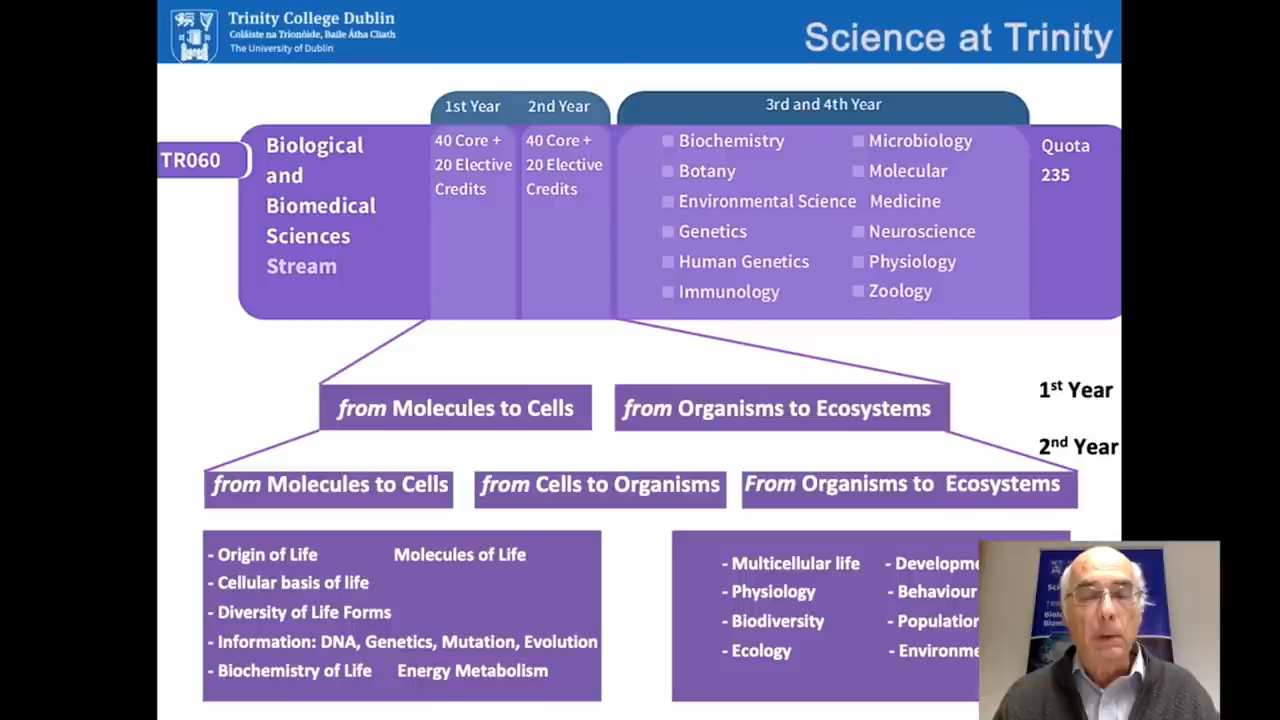 Trinity College Dublin
Coláiste na Tríonóide, Baile Átha Cliath
The University of Dublin
Science at Trinity
1st Year 2nd Year 3rd and 4th Year
TR060
Biological
and
Biomedical
Sciences
Stream
40 Core +
20 Elective
Credits
40 Core +
20 Elective
Credits
Biochemistry
Botany
Environmental Science
Genetics
Human Genetics
Immunology
Microbiology
Molecular
Medicine
Neuroscience
Physiology
Zoology
Quota
235
from Molecules to Cells from Organisms to Ecosystems
1st Year
2nd Year
from Molecules to Cells from Cells to Organisms From Organisms to Ecosystems
- Origin of Life Molecules of Life
- Cellular basis of life
- Diversity of Life Forms
- Information: DNA, Genetics, Mutation, Evolution
- Biochemistry of Life Energy Metabolism
- Multicellular life - Developme
- Physiology - Behaviour
- Biodiversity - Population
- Ecology - Environme